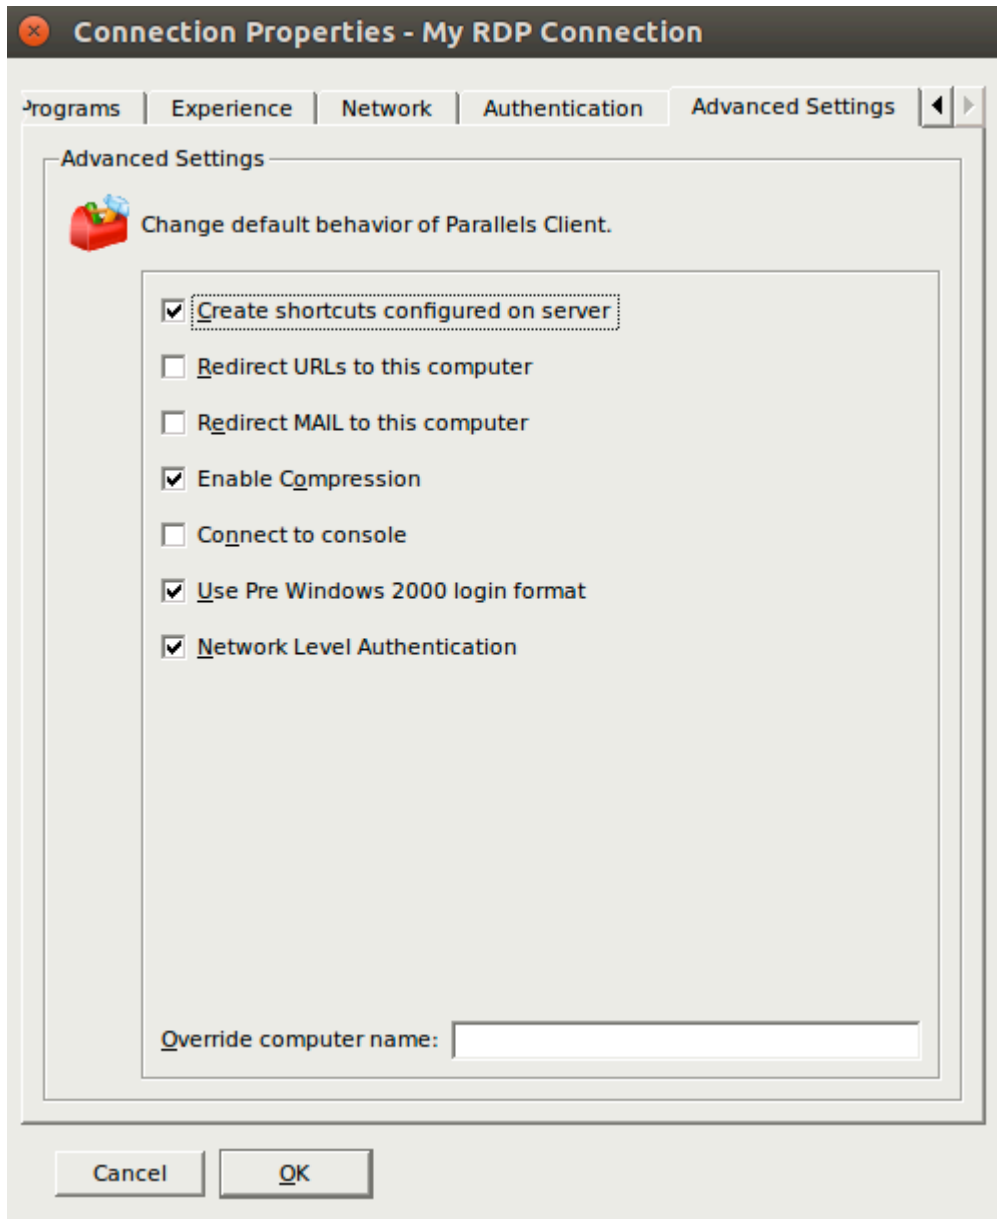 Connection Properties - My RDP Connection
Programs Experience Network Authentication Advanced Settings
Advanced Settings
Change default behavior of Parallels Client.
Create shortcuts configured on server
Redirect URLs to this computer
Redirect MAIL to this computer
Enable Compression
Connect to console
Use Pre Windows 2000 login format
Network Level Authentication
Override computer name:
Cancel OK